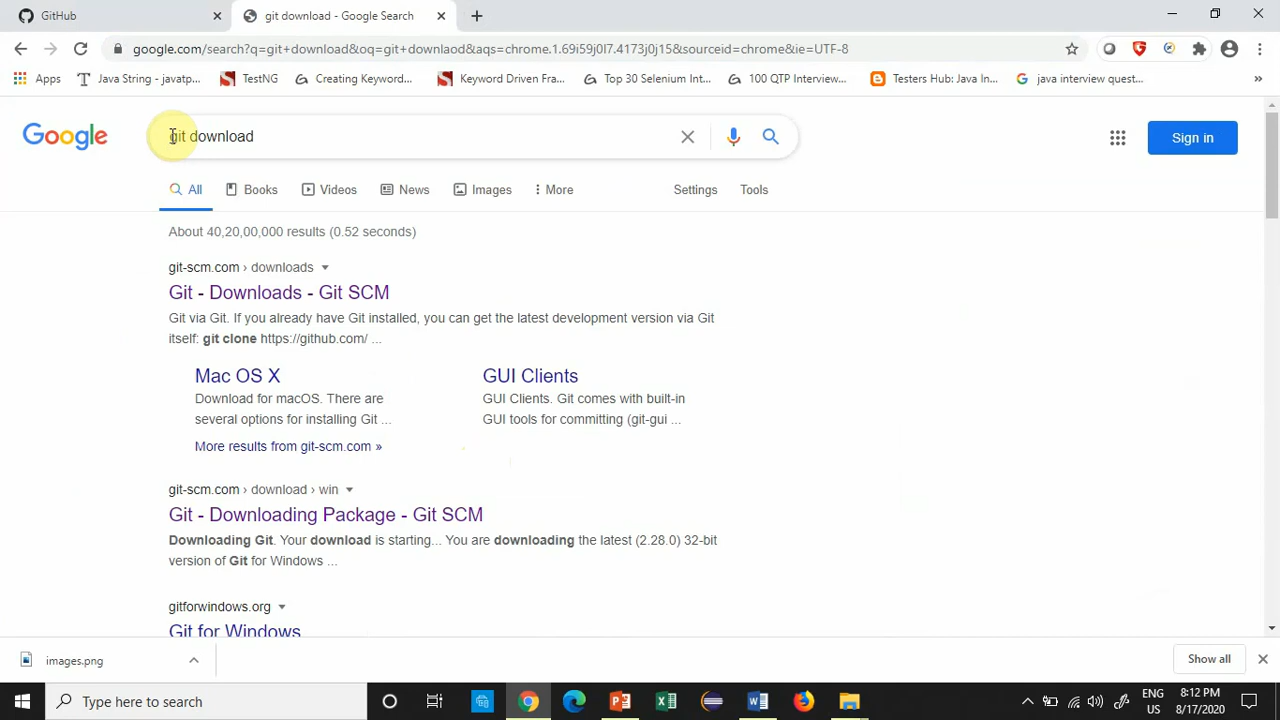 GitHub
git download - Google Search
google.com/search?q=git+download&oq=git+downlaod&aqs=chrome.1.69i59j0l7.4173j0j15&sourceid=chrome&ie=UTF-8
Apps Java String - javatp... TestNG Creating Keyword... Keyword Driven Fra... Top 30 Selenium Int... 100 QTP Interview... Testers Hub: Java In... java interview quest... »
Google
git download
Sign in
All Books Videos News Images More Settings Tools
About 40,20,00,000 results (0.52 seconds)
git-scm.com › downloads
Git - Downloads - Git SCM
Git via Git. If you already have Git installed, you can get the latest development version via Git
itself: git clone https://github.com/ ...
Mac OS X
Download for macOS. There are
several options for installing Git ...
GUI Clients
GUI Clients. Git comes with built-in
GUI tools for committing (git-gui ...
More results from git-scm.com »
git-scm.com › download › win
Git - Downloading Package - Git SCM
Downloading Git. Your download is starting... You are downloading the latest (2.28.0) 32-bit
version of Git for Windows ...
gitforwindows.org
Git for Windows
images.png
Show all
Type here to search
ENG
US
8:12 PM
8/17/2020